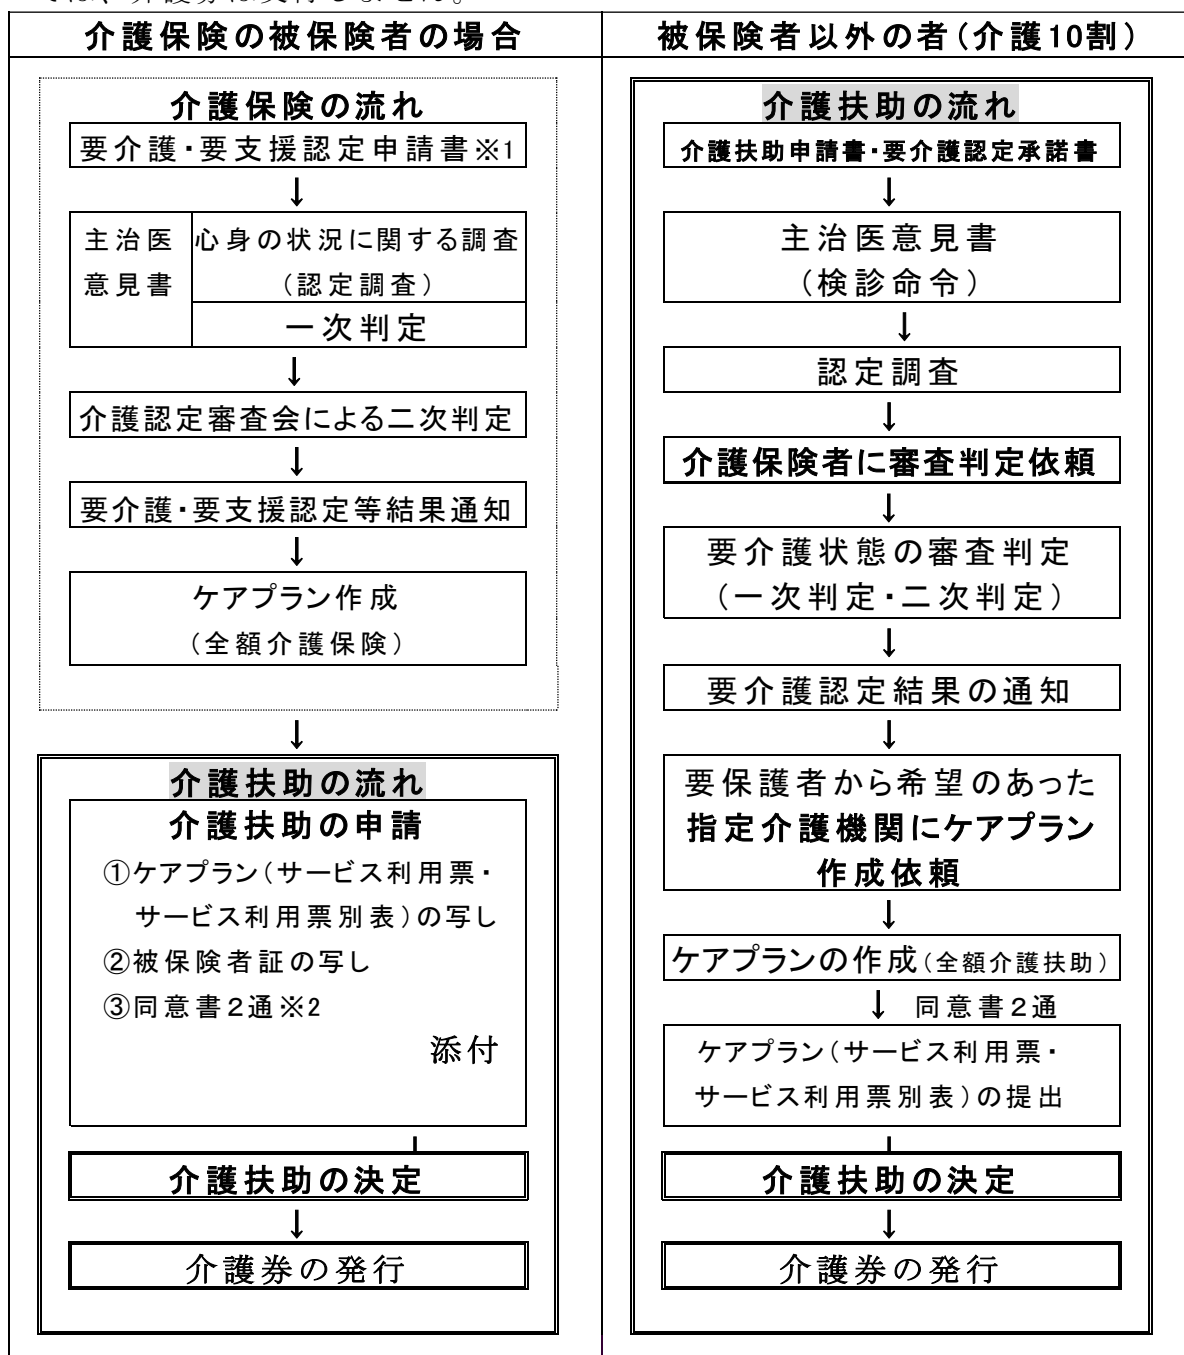 介護保険の被保険者の場合
介護保険の流れ
要介護・要支援認定申請書※1
↓
主治医
意見書
心身の状況に関する調査
（認定調査）
一次判定
↓
介護認定審査会による二次判定
↓
要介護・要支援認定等結果通知
↓
ケアプラン作成
（全額介護保険）
↓
介護扶助の流れ
介護扶助の申請
①ケアプラン（サービス利用票・
サービス利用票別表）の写し
②被保険者証の写し
③同意書２通※2
添付
介護扶助の決定
↓
介護券の発行
被保険者以外の者（介護10割）
介護扶助の流れ
介護扶助申請書・要介護認定承諾書
↓
主治医意見書
（検診命令）
↓
認定調査
↓
介護保険者に審査判定依頼
↓
要介護状態の審査判定
（一次判定・二次判定）
↓
要介護認定結果の通知
↓
要保護者から希望のあった
指定介護機関にケアプラン
作成依頼
↓
ケアプランの作成（全額介護扶助）
↓ 同意書２通
ケアプラン（サービス利用票・
サービス利用票別表）の提出
介護扶助の決定
↓
介護券の発行